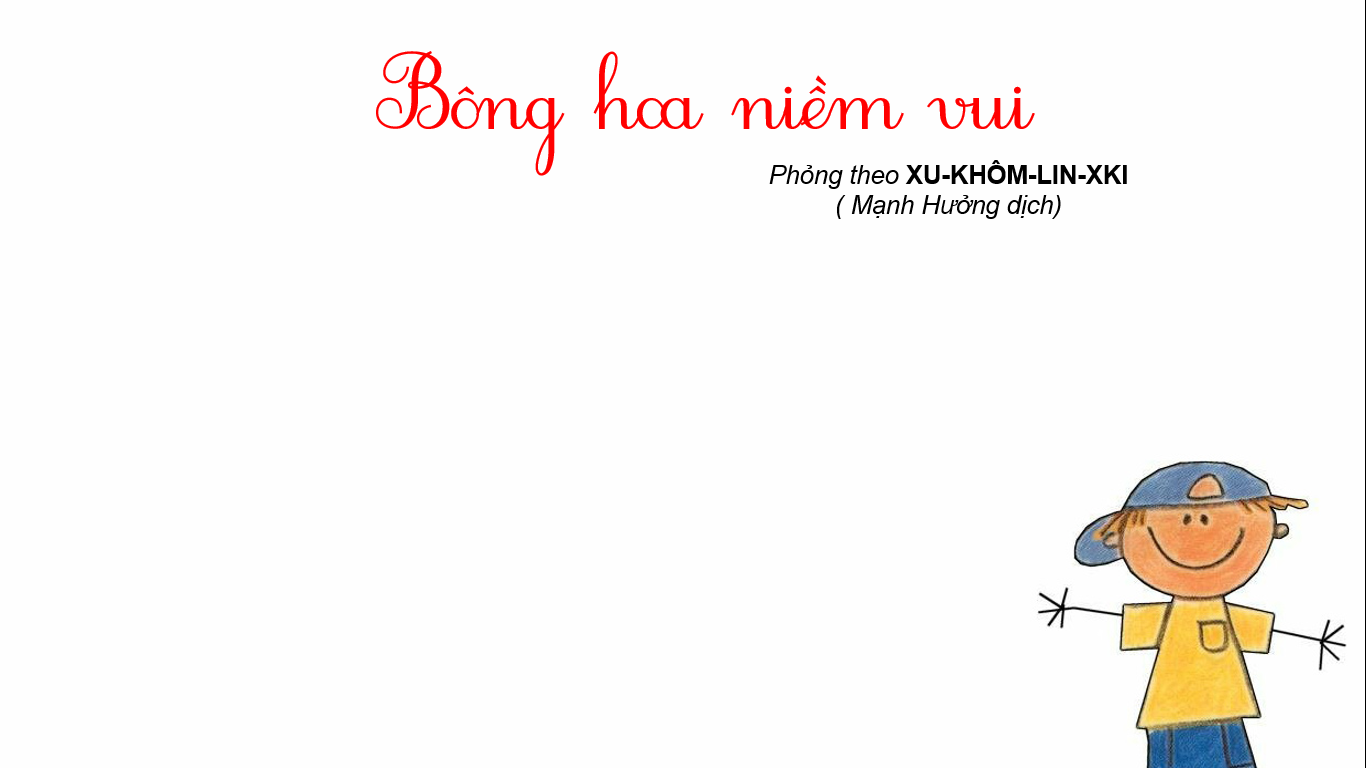 Bông hoa niềm vui
Phỏng theo XU-KHÔM-LIN-XKI
( Mạnh Hưởng dịch)